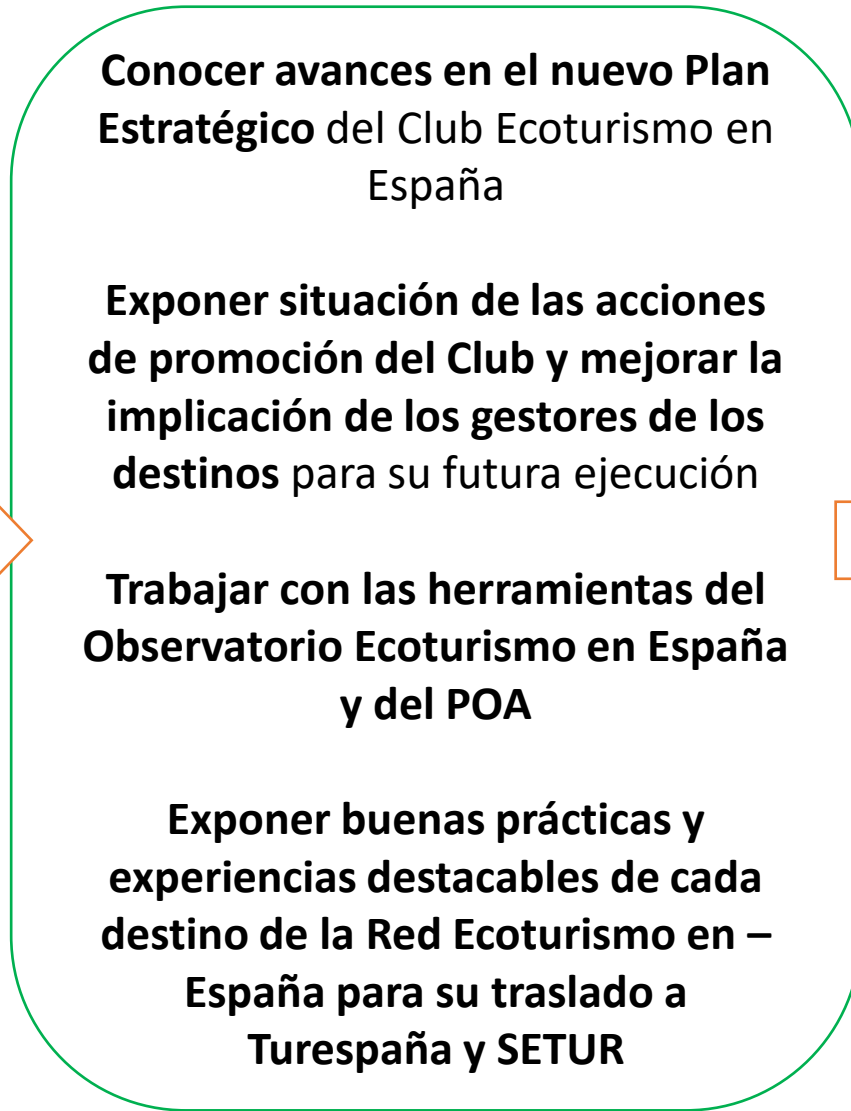 Conocer avances en el nuevo Plan
Estratégico del Club Ecoturismo en
España
Exponer situación de las acciones
de promoción del Club y mejorar la
implicación de los gestores de los
destinos para su futura ejecución
Trabajar con las herramientas del
Observatorio Ecoturismo en España
y del POA
Exponer buenas prácticas y
experiencias destacables de cada
destino de la Red Ecoturismo en –
España para su traslado a
Turespaña y SETUR